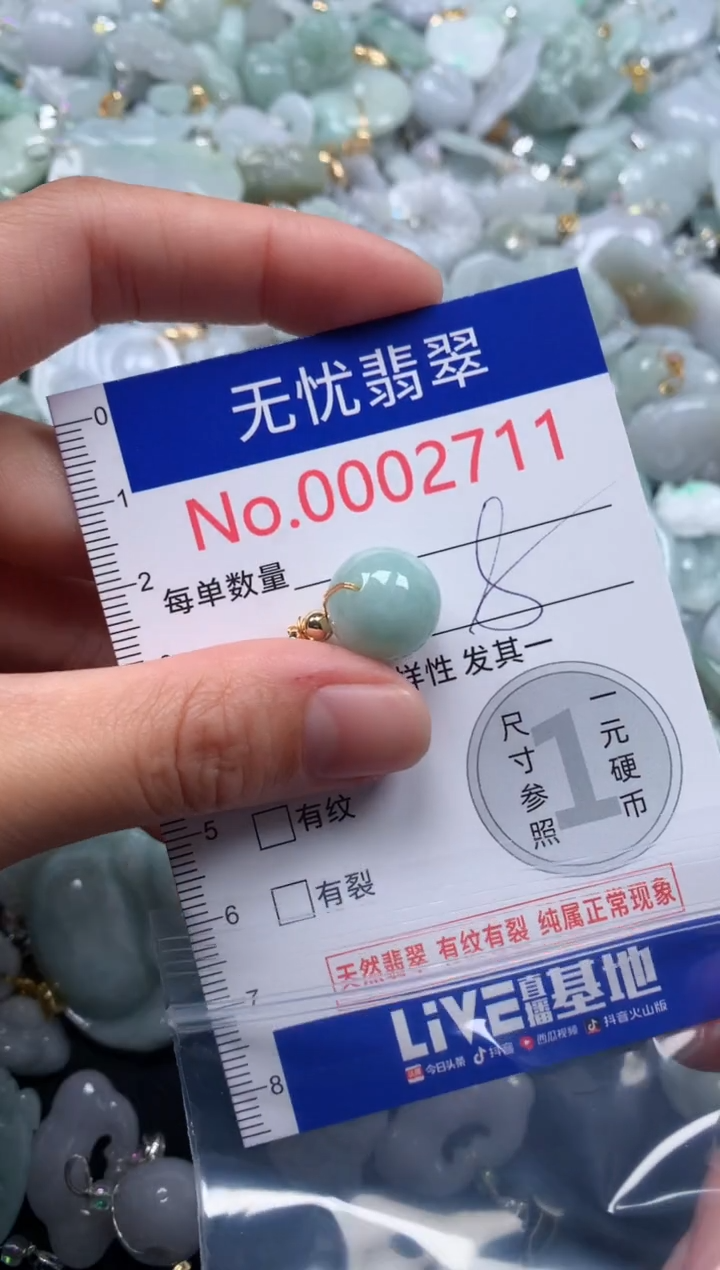 无忧翡翠
No.0002711
每单数量
8
样性 发其一
尺寸参照
1
一元硬币
有纹
有裂
天然翡翠 有纹有裂 纯属正常现象
LiVE直播基地
今日头条 抖音 西瓜视频 抖音火山版
0
1
2
5
6
7
8